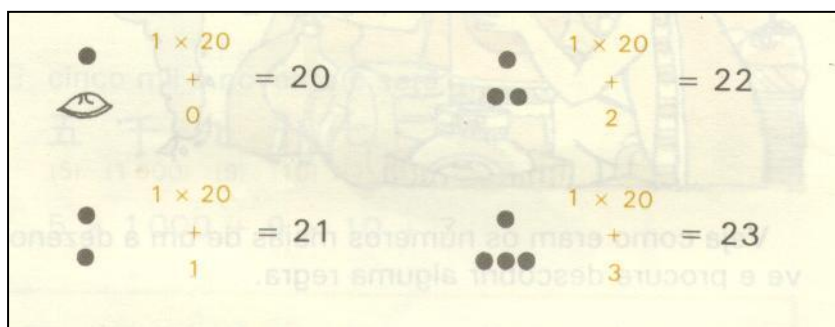 1 × 20
+
0
= 20
1 × 20
+
2
= 22
1 × 20
+
1
= 21
1 × 20
+
3
= 23
Veja como eram os números maias de um a dezeno
ve e procure descobrir alguma regra.